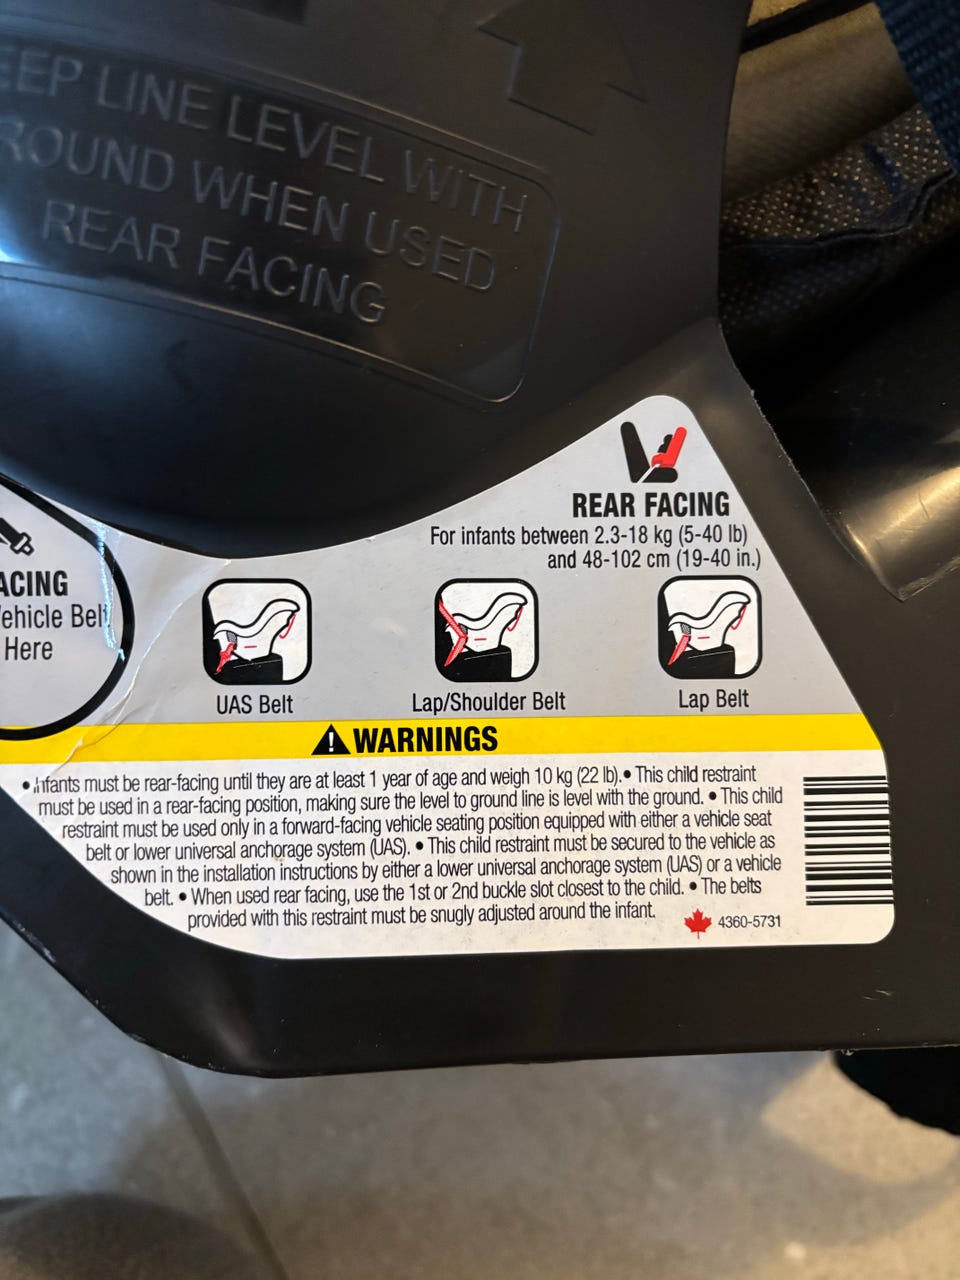 EEP LINE LEVEL WITH
ROUND WHEN USED
REAR FACING
REAR FACING
For infants between 2.3-18 kg (5-40 lb)
and 48-102 cm (19-40 in.)
ACING
ehicle Belt
Here
UAS Belt
Lap/Shoulder Belt
Lap Belt
WARNINGS
• Infants must be rear-facing until they are at least 1 year of age and weigh 10 kg (22 lb).• This child restraint
must be used in a rear-facing position, making sure the level to ground line is level with the ground. • This child
restraint must be used only in a forward-facing vehicle seating position equipped with either a vehicle seat
belt or lower universal anchorage system (UAS). • This child restraint must be secured to the vehicle as
shown in the installation instructions by either a lower universal anchorage system (UAS) or a vehicle
belt. • When used rear facing, use the 1st or 2nd buckle slot closest to the child. • The belts
provided with this restraint must be snugly adjusted around the infant.
4360-5731